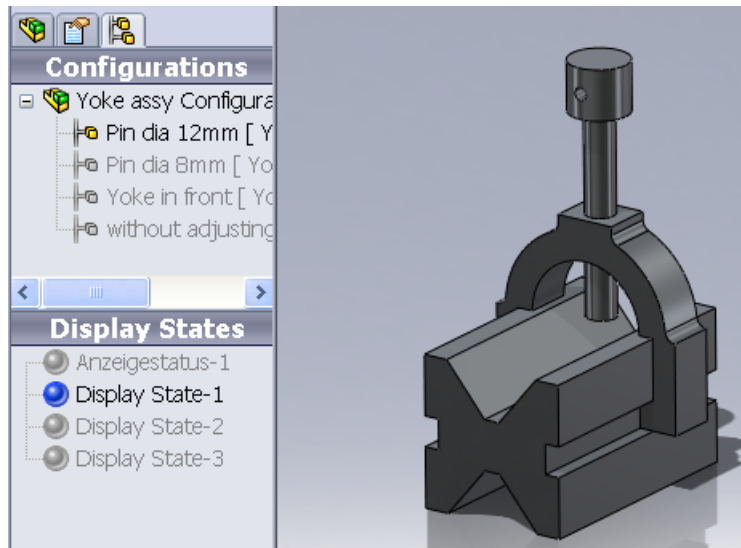 Configurations
Yoke assy Configura
Pin dia 12mm [ Y
Pin dia 8mm [ Yo
Yoke in front [ Yo
without adjusting
Display States
Anzeigestatus-1
Display State-1
Display State-2
Display State-3